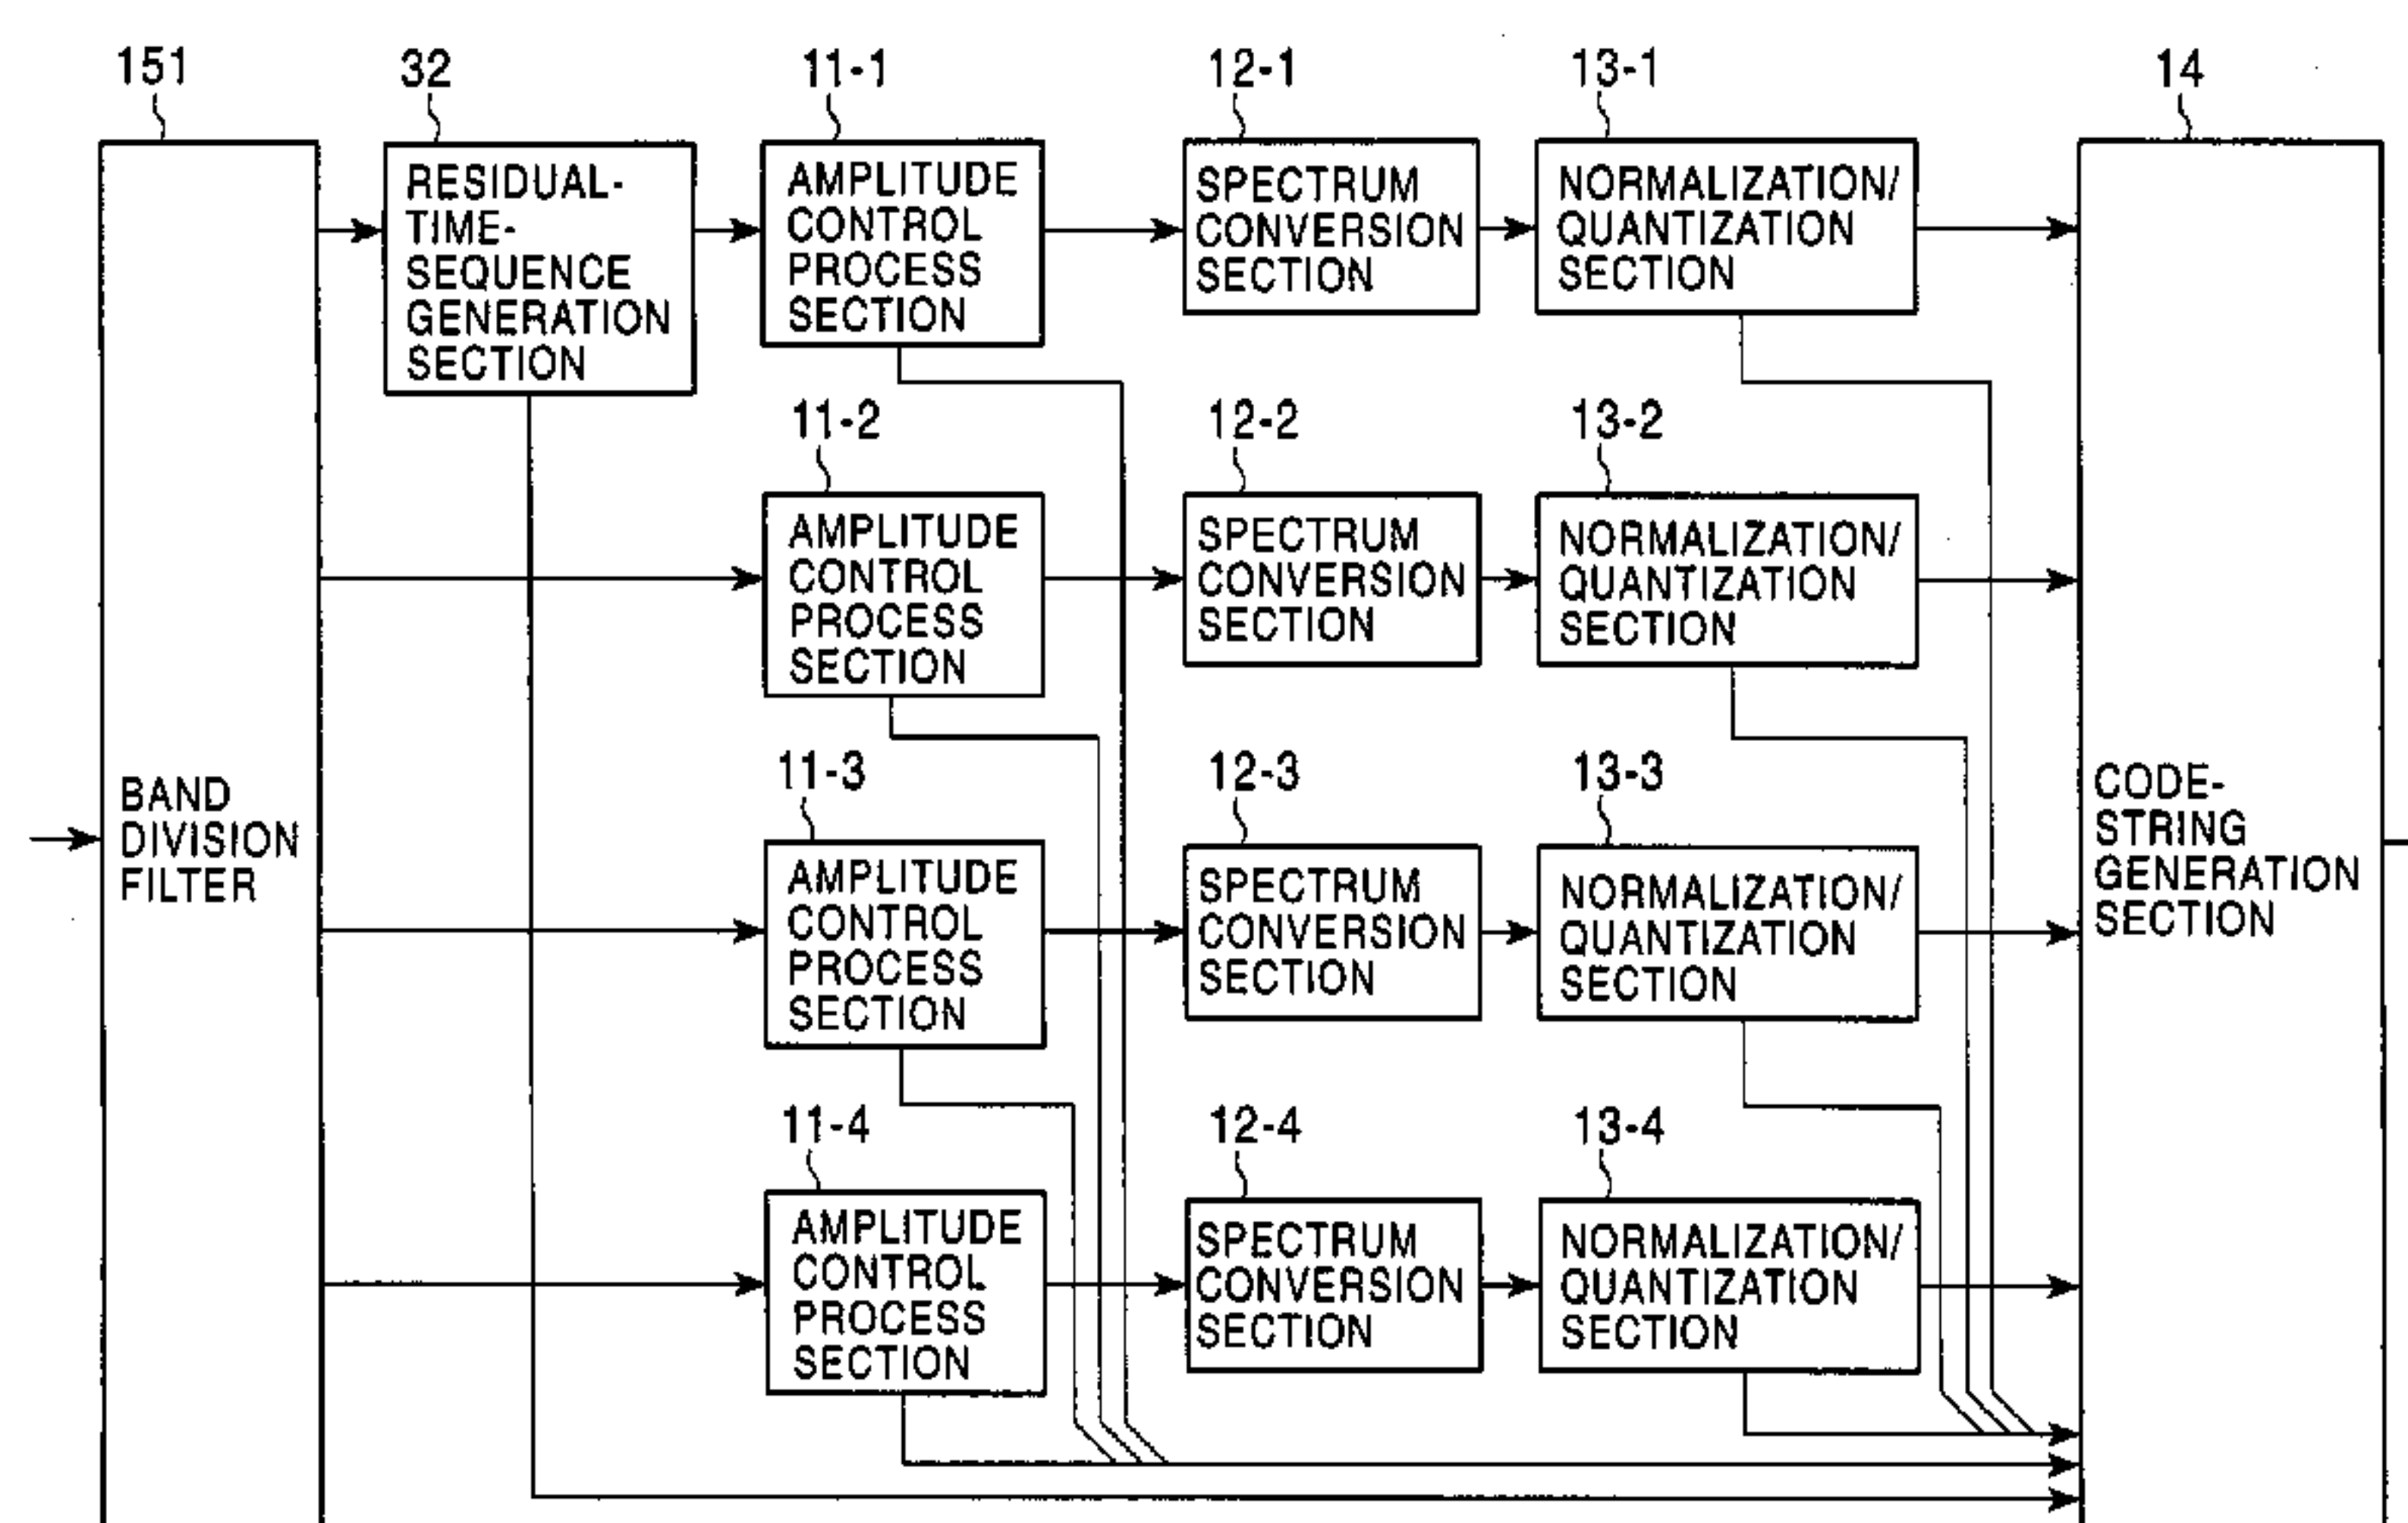 151
32
11-1
12-1
13-1
14
RESIDUAL-
TIME-
SEQUENCE
GENERATION
SECTION
AMPLITUDE
CONTROL
PROCESS
SECTION
SPECTRUM
CONVERSION
SECTION
NORMALIZATION/
QUANTIZATION
SECTION
11-2
12-2
13-2
AMPLITUDE
CONTROL
PROCESS
SECTION
SPECTRUM
CONVERSION
SECTION
NORMALIZATION/
QUANTIZATION
SECTION
BAND
DIVISION
FILTER
11-3
12-3
13-3
AMPLITUDE
CONTROL
PROCESS
SECTION
SPECTRUM
CONVERSION
SECTION
NORMALIZATION/
QUANTIZATION
SECTION
CODE-
STRING
GENERATION
SECTION
11-4
12-4
13-4
AMPLITUDE
CONTROL
PROCESS
SECTION
SPECTRUM
CONVERSION
SECTION
NORMALIZATION/
QUANTIZATION
SECTION